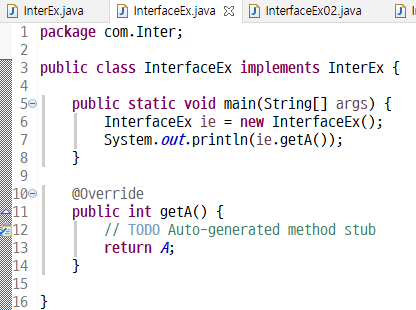 InterEx.java InterfaceEx.java InterfaceEx02.java
1 package com.Inter;
2
3 public class InterfaceEx implements InterEx {
4
5 public static void main(String[] args) {
6 InterfaceEx ie = new InterfaceEx();
7 System.out.println(ie.getA());
8 }
9
10 @Override
11 public int getA() {
12 // TODO Auto-generated method stub
13 return A;
14 }
15
16 }